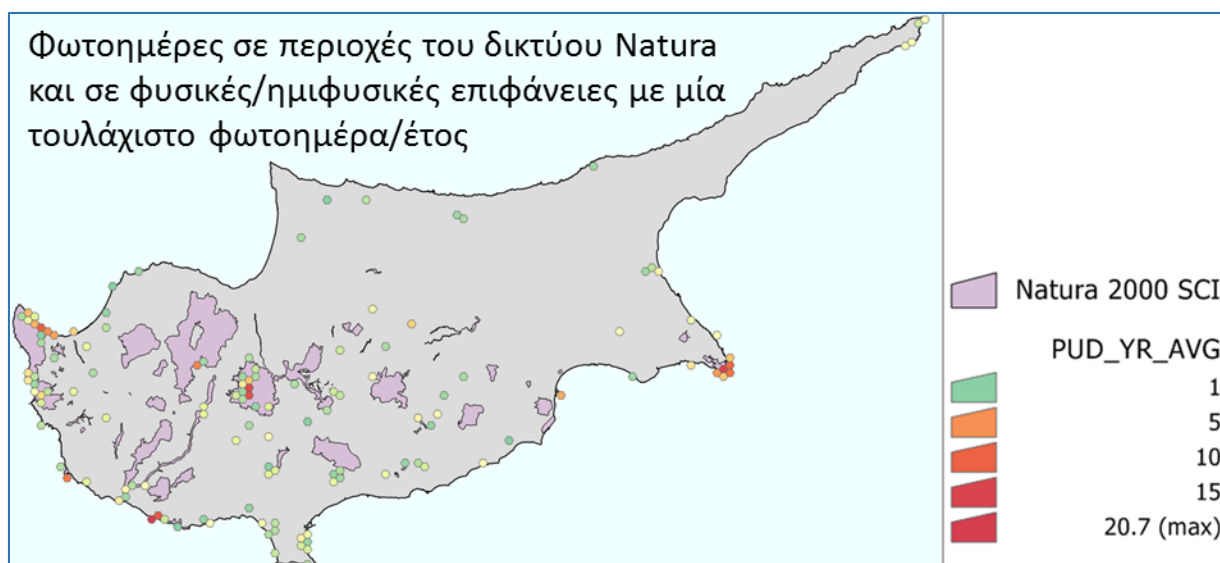 Φωτοημέρες σε περιοχές του δικτύου Natura
και σε φυσικές/ημιφυσικές επιφάνειες με μία
τουλάχιστο φωτοημέρα/έτος
Natura 2000 SCI
PUD_YR_AVG
1
5
10
15
20.7 (max)